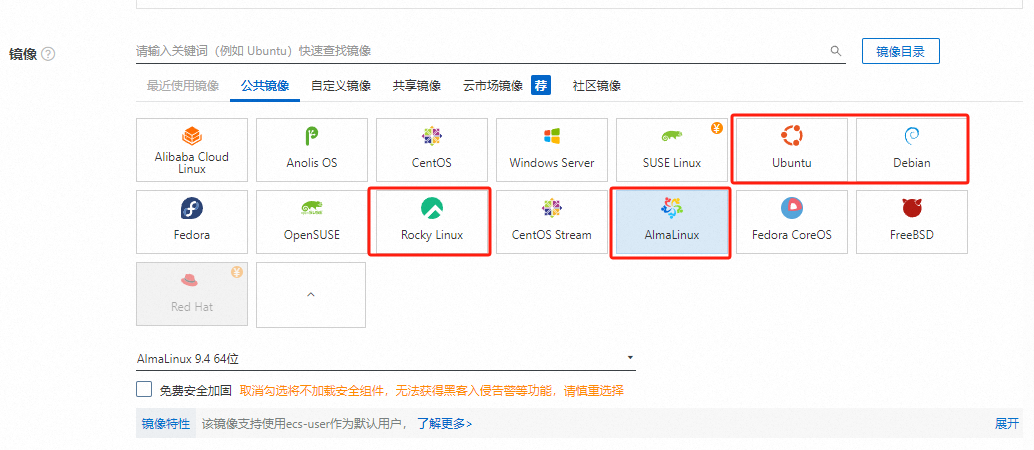 镜像
请输入关键词（例如 Ubuntu）快速查找镜像
镜像目录
最近使用镜像 公共镜像 自定义镜像 共享镜像 云市场镜像 荐 社区镜像
Alibaba Cloud
Linux
Anolis OS
CentOS
Windows Server
SUSE Linux
Ubuntu
Debian
Fedora
OpenSUSE
Rocky Linux
CentOS Stream
AlmaLinux
Fedora CoreOS
FreeBSD
Red Hat
AlmaLinux 9.4 64位
免费安全加固 取消勾选将不加载安全组件，无法获得黑客入侵告警等功能，请慎重选择
镜像特性 该镜像支持使用ecs-user作为默认用户， 了解更多> 展开